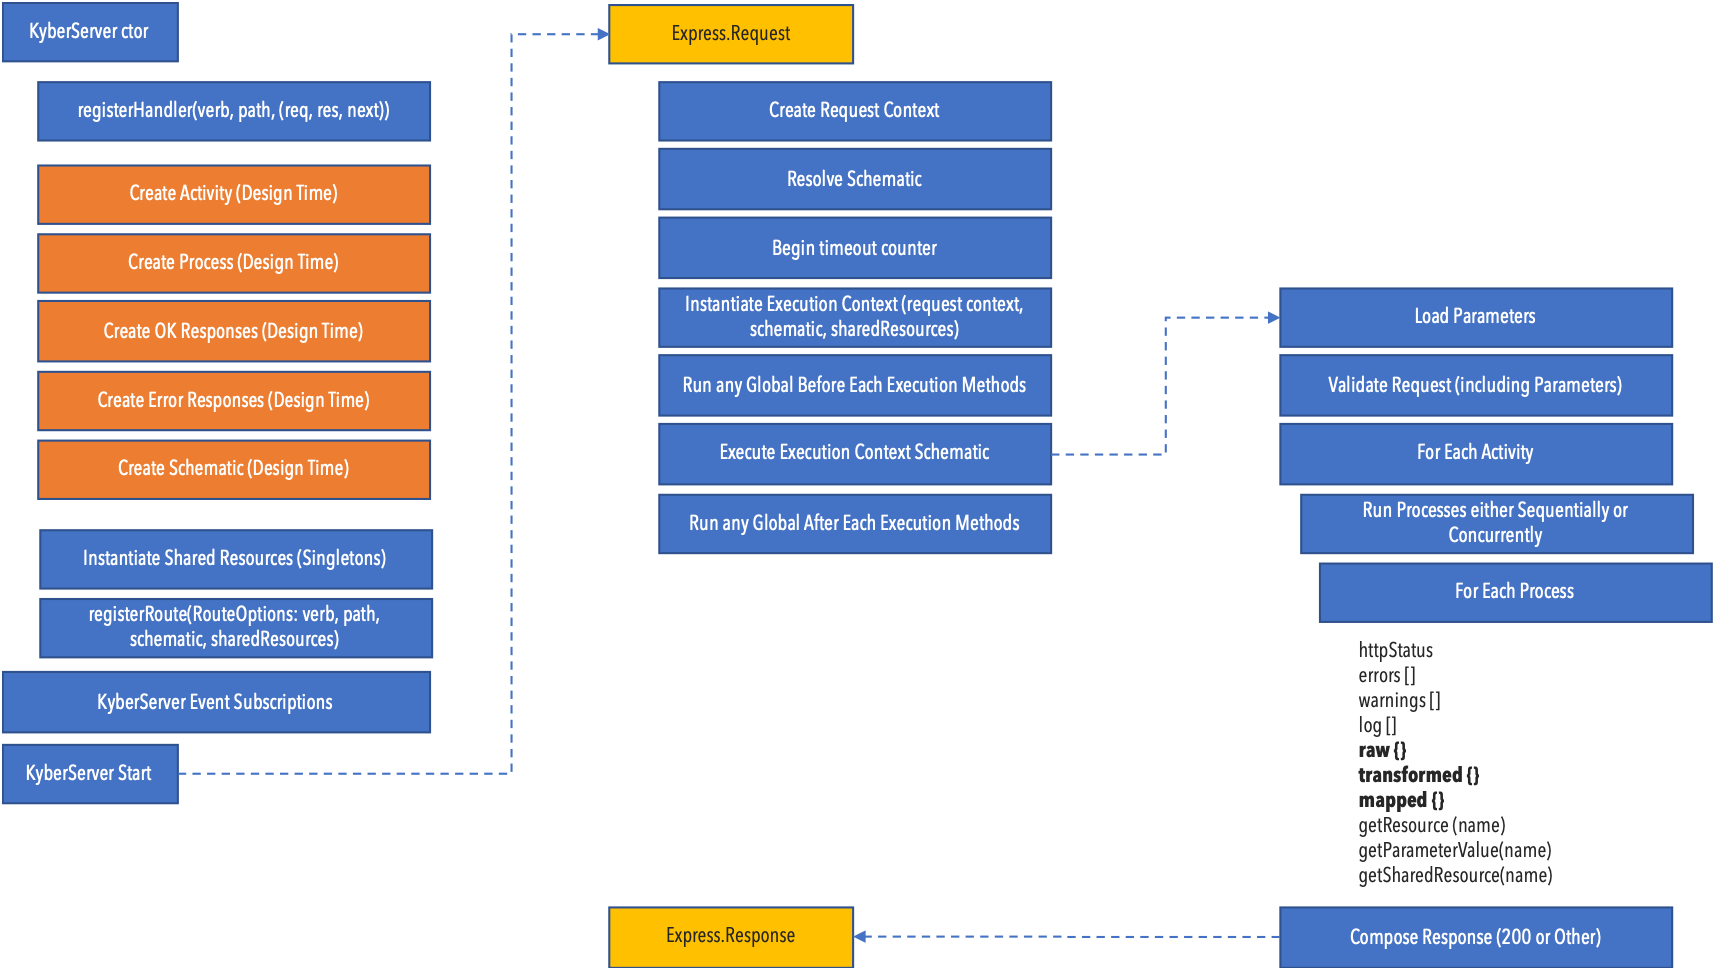 KyberServer ctor
registerHandler(verb, path, (req, res, next))
Create Activity (Design Time)
Create Process (Design Time)
Create OK Responses (Design Time)
Create Error Responses (Design Time)
Create Schematic (Design Time)
Instantiate Shared Resources (Singletons)
registerRoute(RouteOptions: verb, path,
schematic, sharedResources)
KyberServer Event Subscriptions
KyberServer Start
Express.Request
Create Request Context
Resolve Schematic
Begin timeout counter
Instantiate Execution Context (request context,
schematic, sharedResources)
Run any Global Before Each Execution Methods
Execute Execution Context Schematic
Run any Global After Each Execution Methods
Load Parameters
Validate Request (including Parameters)
For Each Activity
Run Processes either Sequentially or
Concurrently
For Each Process
httpStatus
errors []
warnings []
log []
raw {}
transformed {}
mapped {}
getResource (name)
getParameterValue(name)
getSharedResource(name)
Compose Response (200 or Other)
Express.Response